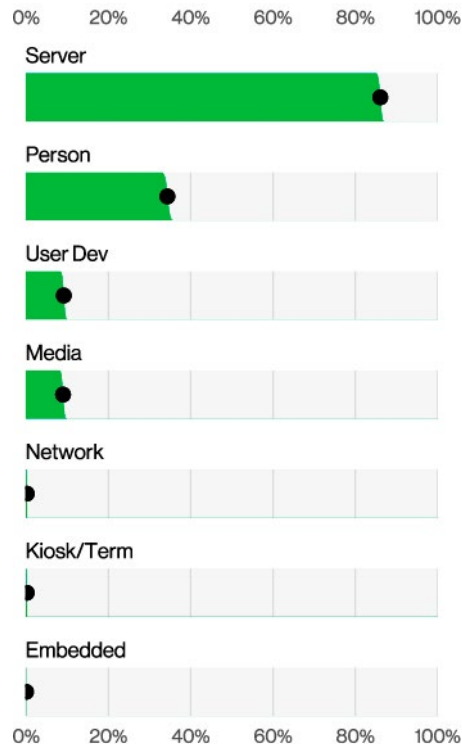 0% 20% 40% 60% 80% 100%
Server
Person
User Dev
Media
Network
Kiosk/Term
Embedded
0% 20% 40% 60% 80% 100%